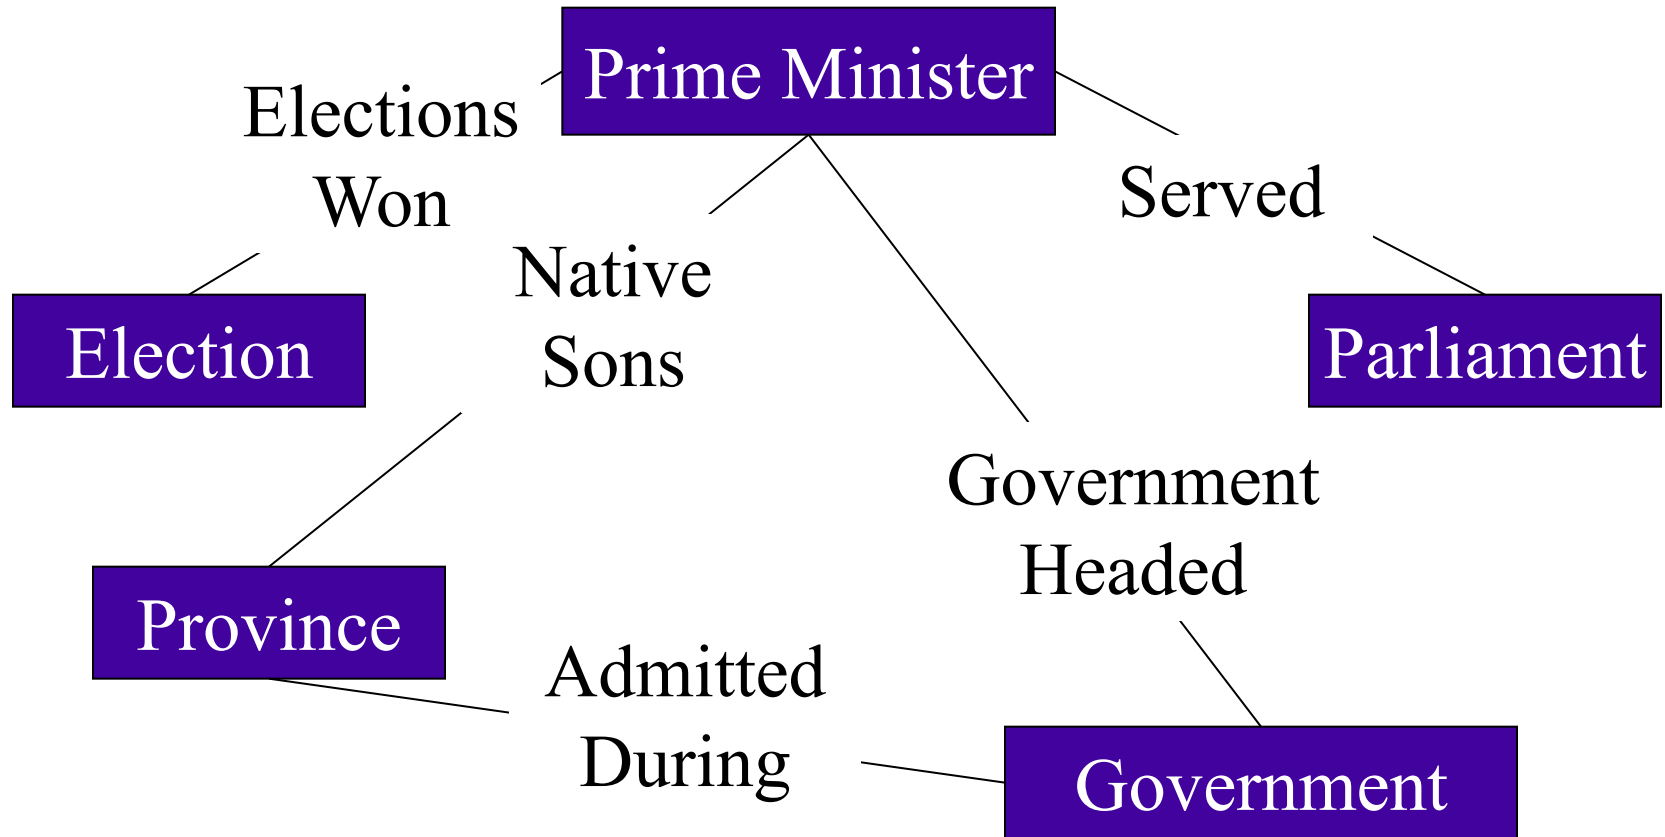 Prime Minister
Elections
Won
Served
Native
Sons
Election
Parliament
Government
Headed
Province
Admitted
During
Government